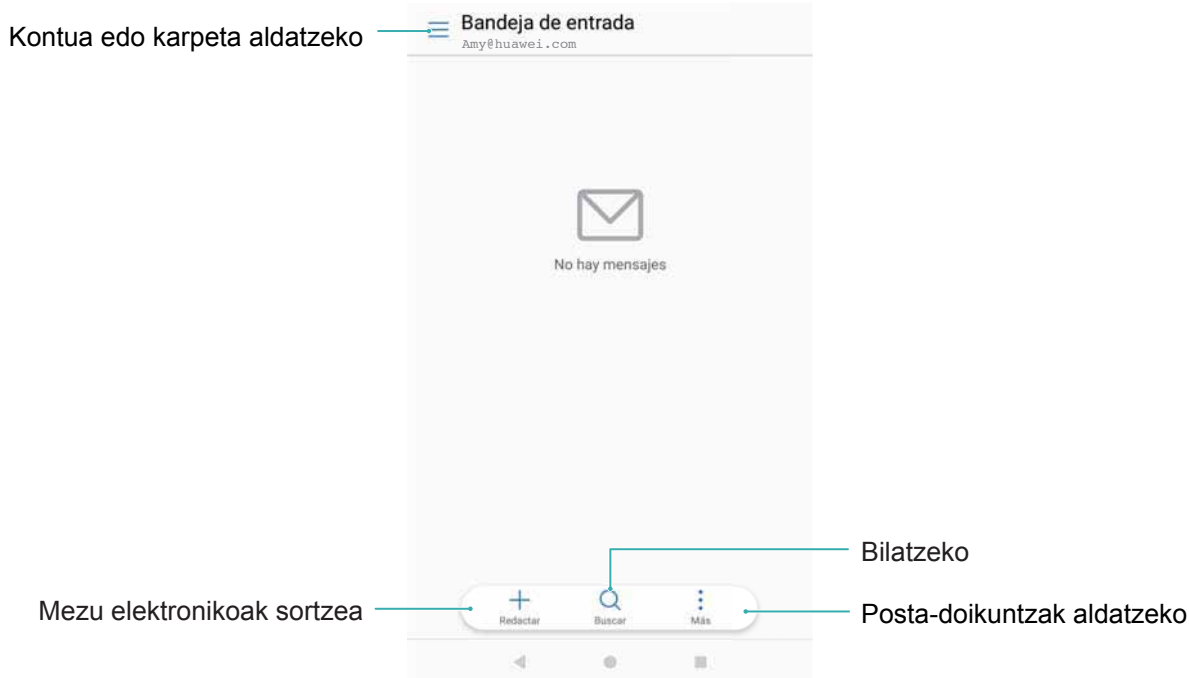 Kontua edo karpeta aldatzeko
Bandeja de entrada
Amy@huawei.com
No hay mensajes
Bilatzeko
Mezu elektronikoak sortzea
Redactar
Buscar
Más
Posta-doikuntzak aldatzeko